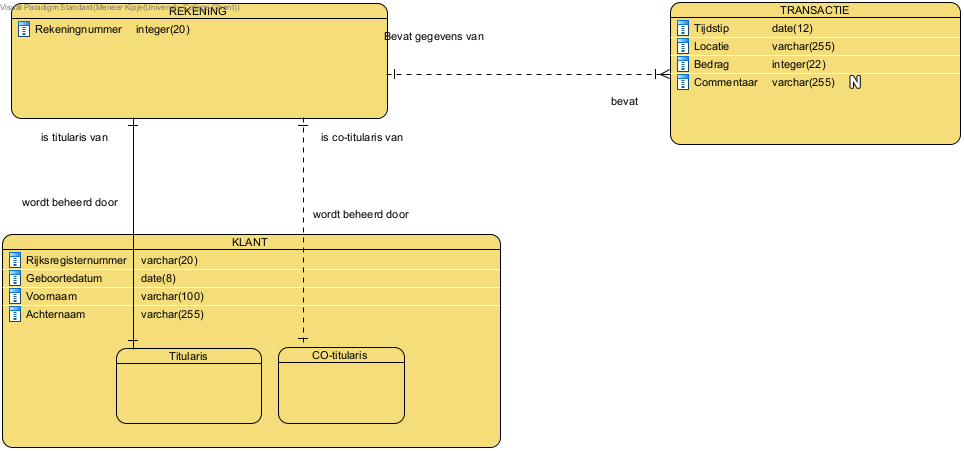 Visual Paradigm Standard(Meneer Kipje(Univers
ent))
REKENING
Rekeningnummer integer(20)
TRANSACTIE
Tijdstip date(12)
Locatie varchar(255)
Bedrag integer(22)
Commentaar varchar(255) N
Bevat gegevens van
bevat
is titularis van
is co-titularis van
wordt beheerd door
wordt beheerd door
KLANT
Rijksregisternummer varchar(20)
Geboortedatum date(8)
Voornaam varchar(100)
Achternaam varchar(255)
Titularis
CO-titularis